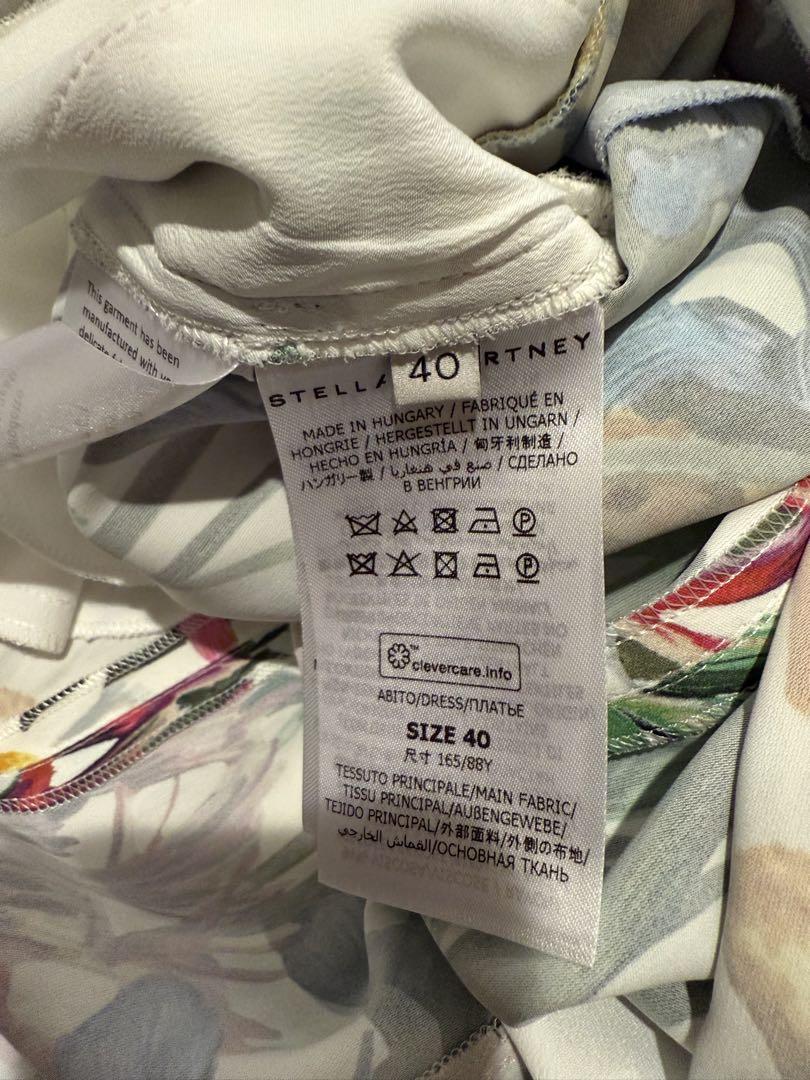 This garment has been
manufactured with
delicate
STELLA RTNEY
40
MADE IN HUNGARY / FABRIQUÉ EN
HONGRIE / HERGESTELLT IN UNGARN /
HECHO EN HUNGRÍA / 匈牙利制造 /
ハンガリー製 / صنع في هنغاريا / СДЕЛАНО
В ВЕНГРИИ
clevercare.info™
ABITO/DRESS/ПЛАТЬЕ
SIZE 40
尺寸 165/88Y
TESSUTO PRINCIPALE/MAIN FABRIC/
TISSU PRINCIPAL/AUßENGEWEBE/
TEJIDO PRINCIPAL/外部面料/外側の布地/
القماش الخارجي/ОСНОВНАЯ ТКАНЬ